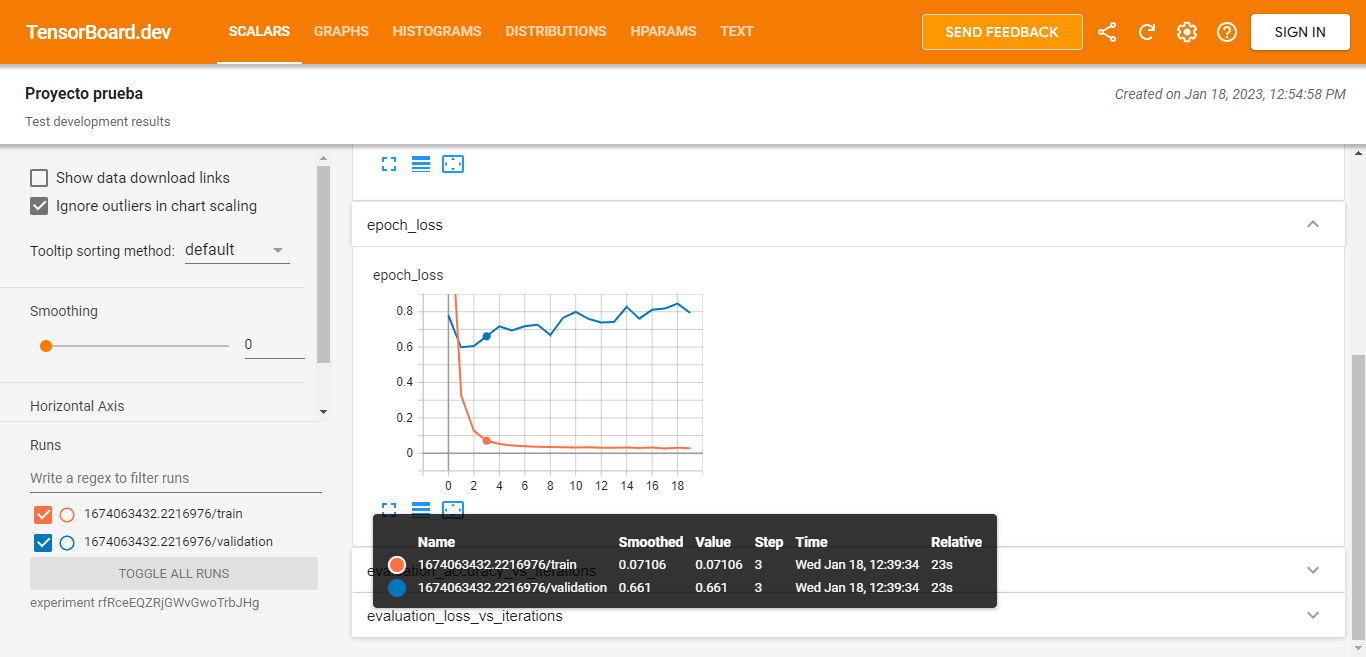 TensorBoard.dev SCALARS GRAPHS HISTOGRAMS DISTRIBUTIONS HPARAMS TEXT SEND FEEDBACK SIGN IN
Proyecto prueba
Created on Jan 18, 2023, 12:54:58 PM
Test development results
Show data download links
Ignore outliers in chart scaling
Tooltip sorting method: default
Smoothing
0
Horizontal Axis
Runs
Write a regex to filter runs
1674063432.2216976/train
1674063432.2216976/validation
TOGGLE ALL RUNS
experiment rfRceEQZRjGWvGwoTrbJHg
epoch_loss
epoch_loss
0.8
0.6
0.4
0.2
0
0 2 4 6 8 10 12 14 16 18
Name Smoothed Value Step Time Relative
1674063432.2216976/train 0.07106 0.07106 3 Wed Jan 18, 12:39:34 23s
1674063432.2216976/validation 0.661 0.661 3 Wed Jan 18, 12:39:34 23s
evaluation_accuracy_vs_iterations
evaluation_loss_vs_iterations